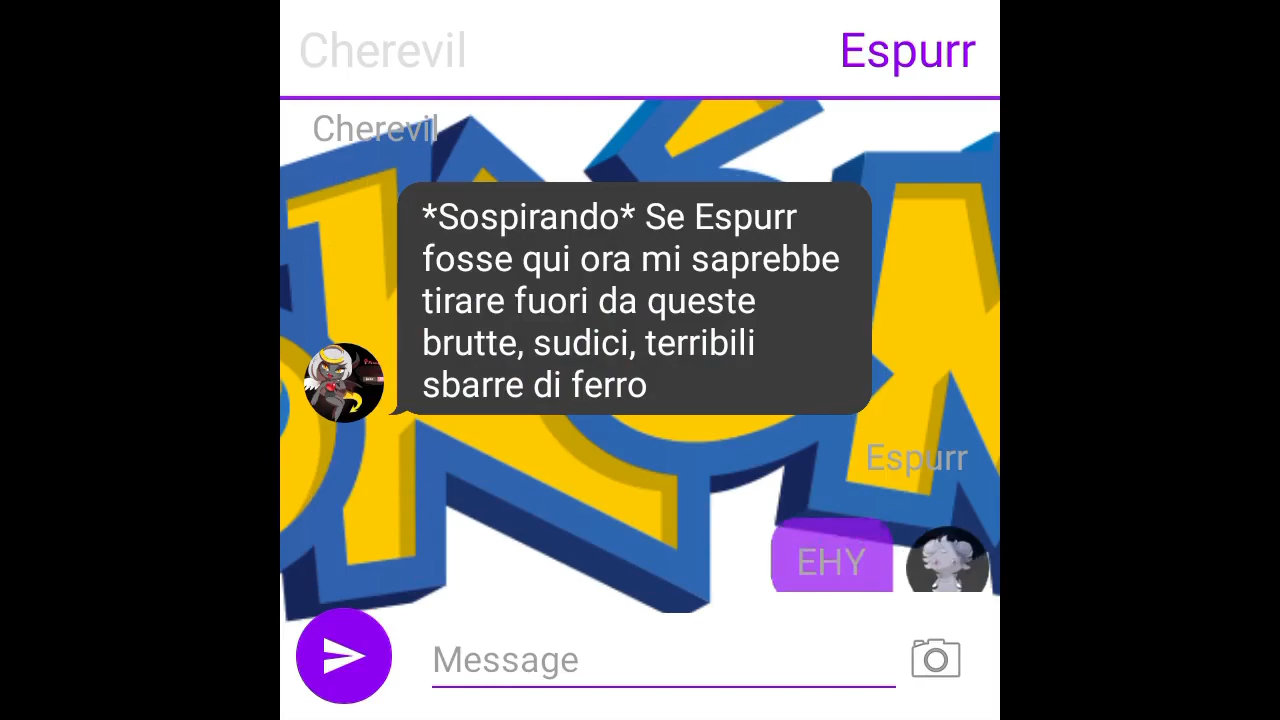 Cherevil
Espurr
Cherevil
*Sospirando* Se Espurr
fosse qui ora mi saprebbe
tirare fuori da queste
brutte, sudici, terribili
sbarre di ferro
Espurr
EHY
Message